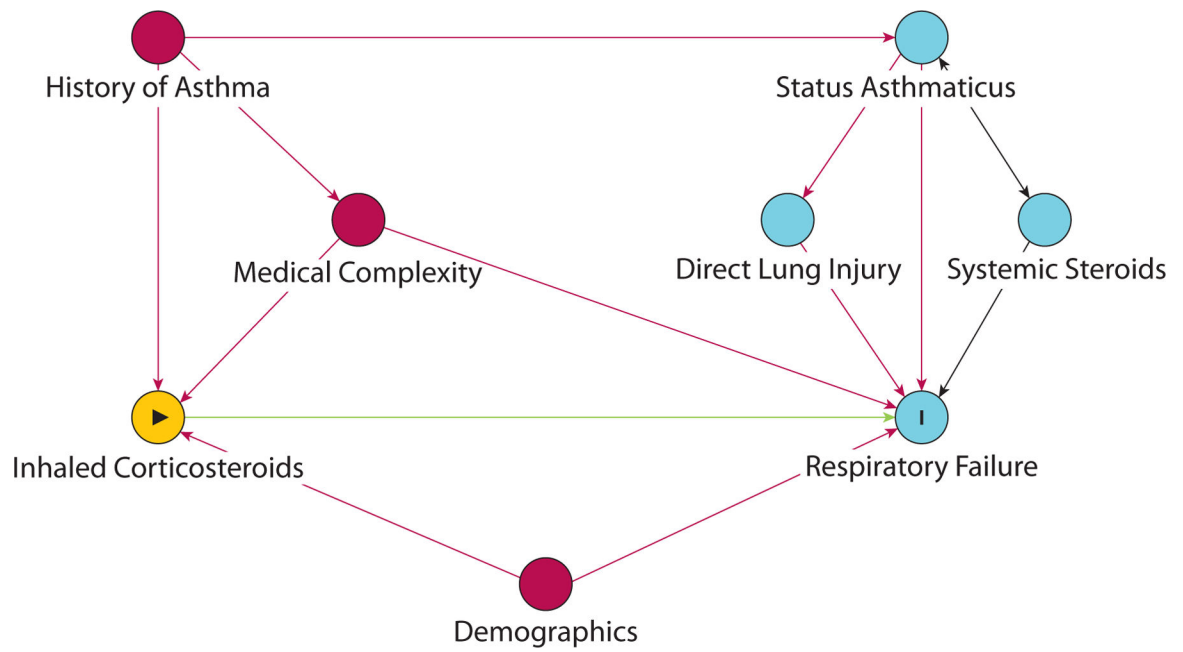 History of Asthma
Status Asthmaticus
Medical Complexity
Direct Lung Injury
Systemic Steroids
Inhaled Corticosteroids
Respiratory Failure
Demographics